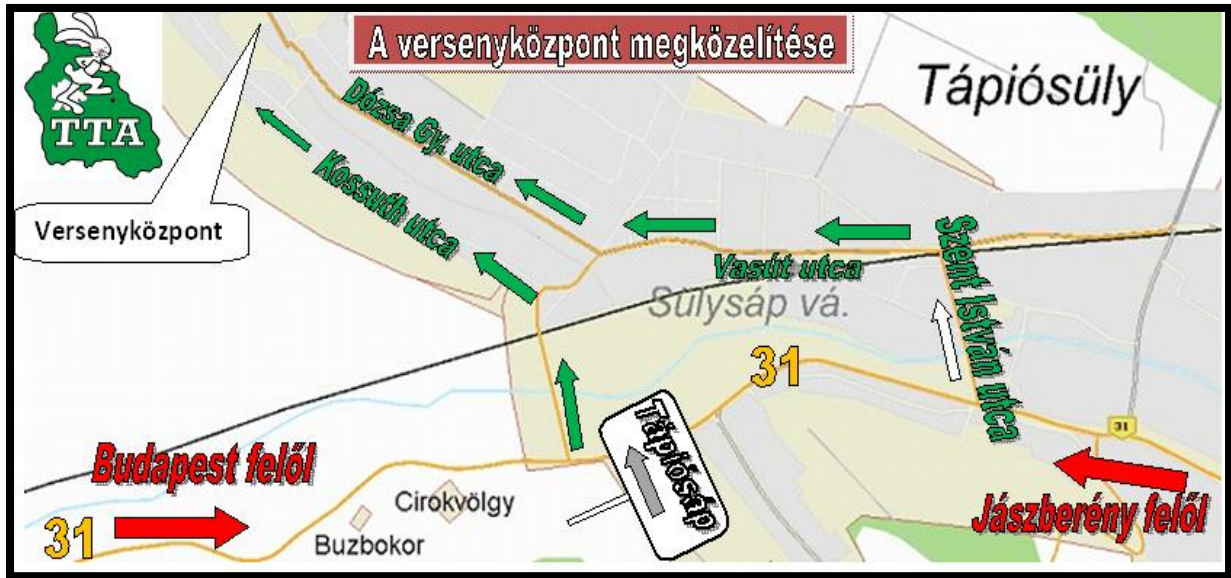 A versenyközpont megközelítése
TTA
Tápiósüly
Dózsa Gy. utca
Kossuth utca
Versenyközpont
Vasút utca
Szent István utca
Sülysáp vá.
31
Tápiósáp
31
Budapest felől
Jászberény felől
Cirokvölgy
31
Buzbokor